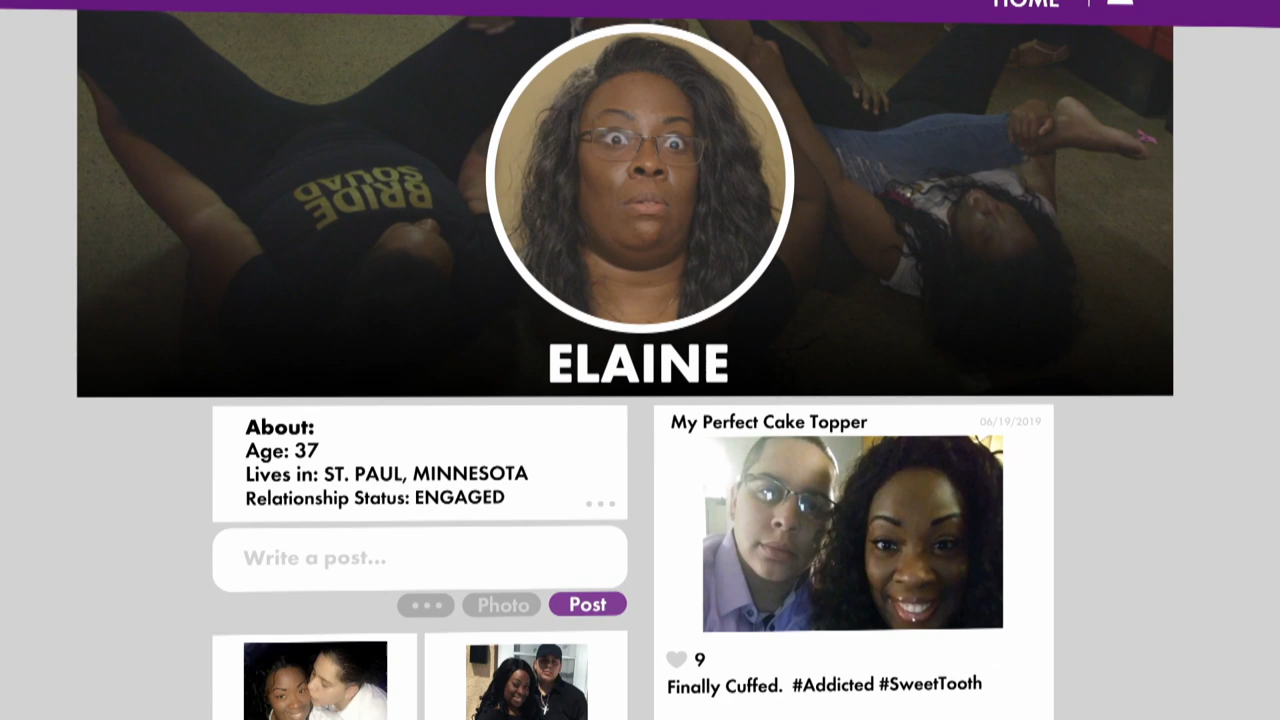 HOME
BRIDE
SQUAD
ELAINE
About:
Age: 37
Lives in: ST. PAUL, MINNESOTA
Relationship Status: ENGAGED
Write a post...
Photo
Post
My Perfect Cake Topper
06/19/2019
9
Finally Cuffed. #Addicted #SweetTooth